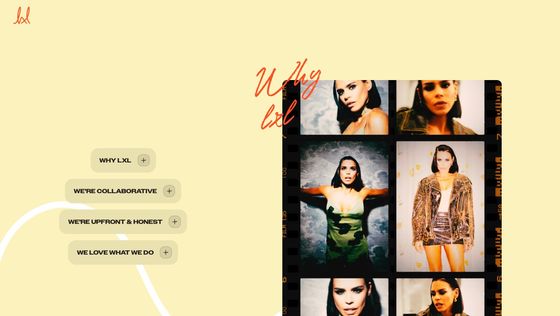 lxl
Why
lxl
WHY LXL +
WE'RE COLLABORATIVE +
WE'RE UPFRONT & HONEST +
WE LOVE WHAT WE DO +